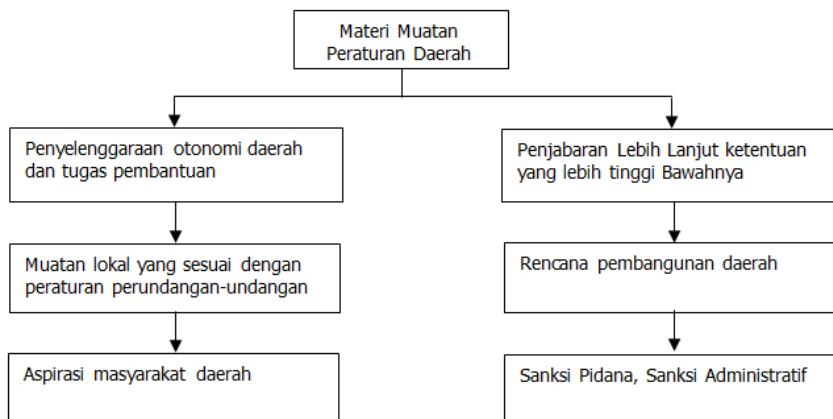 Materi Muatan
Peraturan Daerah
Penyelenggaraan otonomi daerah
dan tugas pembantuan
Penjabaran Lebih Lanjut ketentuan
yang lebih tinggi Bawahnya
Muatan lokal yang sesuai dengan
peraturan perundangan-undangan
Rencana pembangunan daerah
Aspirasi masyarakat daerah
Sanksi Pidana, Sanksi Administratif